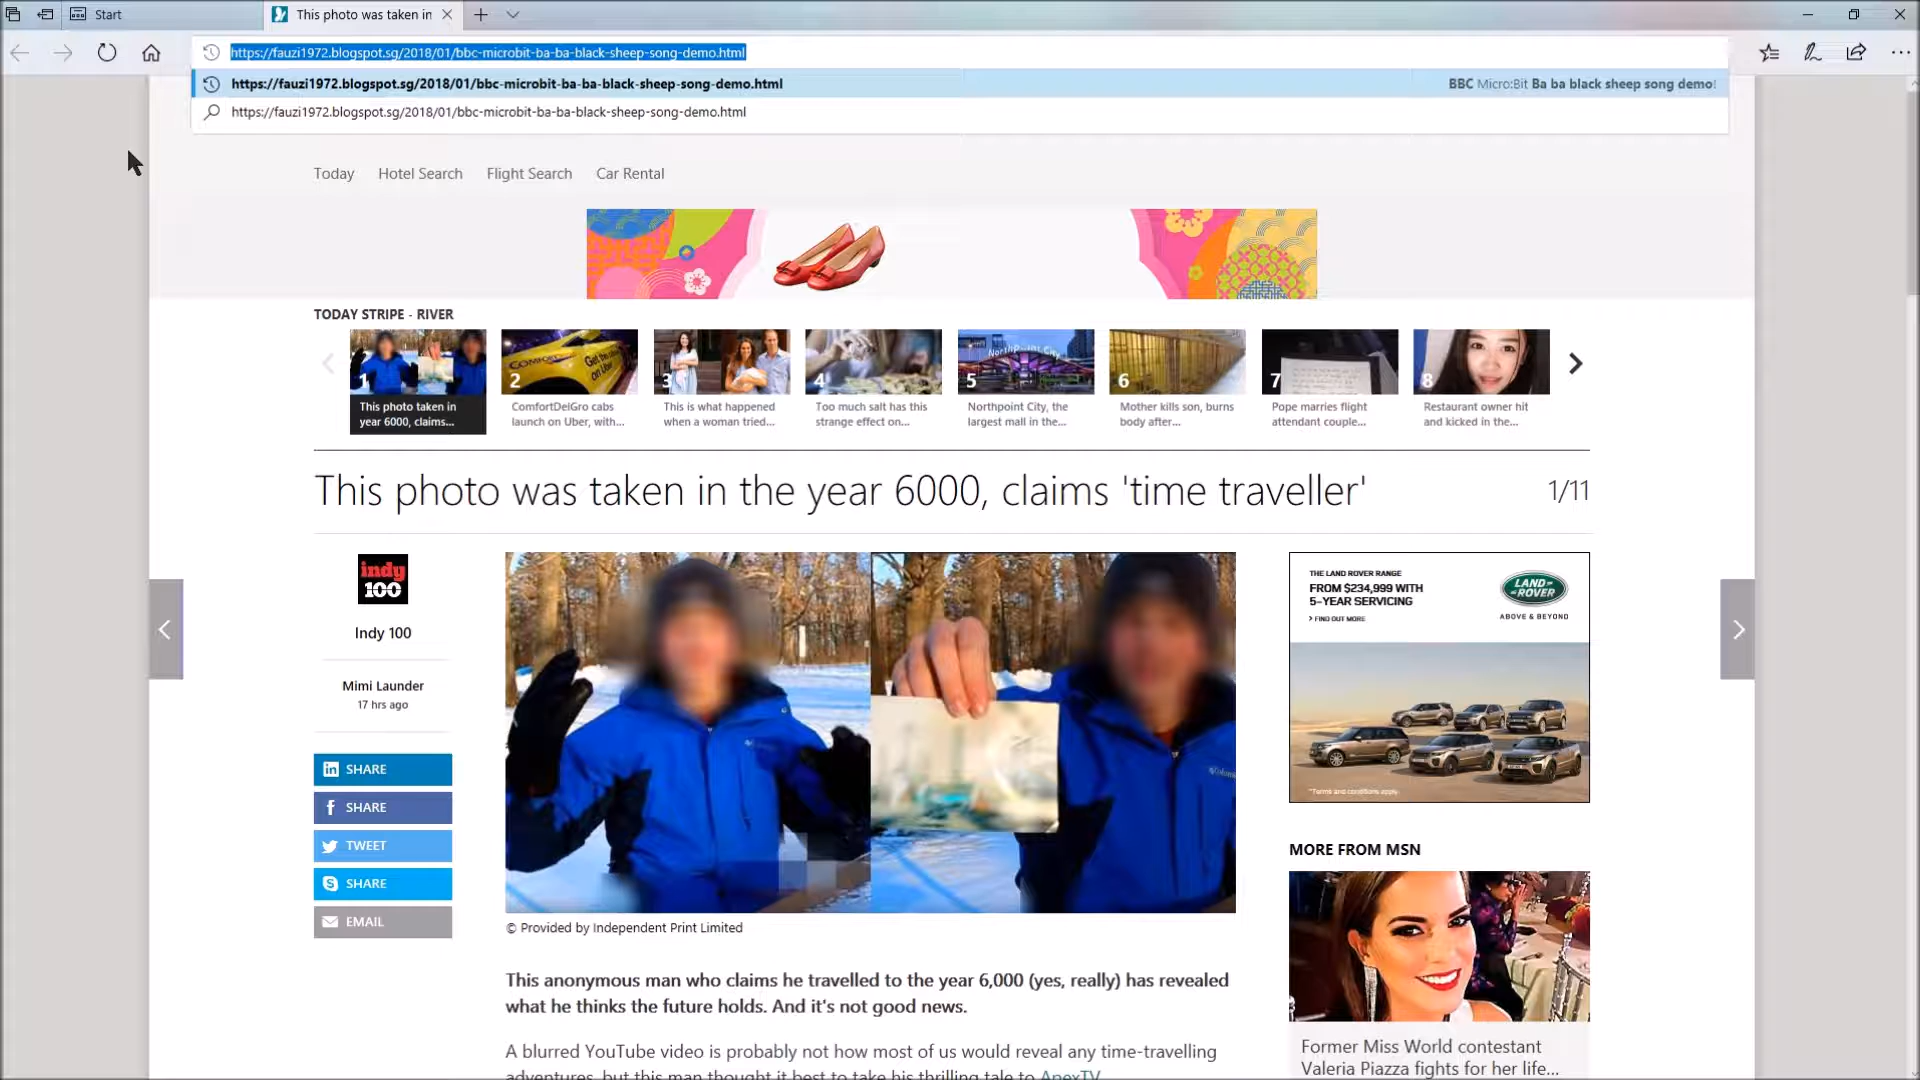 Start
This photo was taken in
https://fauzi1972.blogspot.sg/2018/01/bbc-microbit-ba-ba-black-sheep-song-demo.html
https://fauzi1972.blogspot.sg/2018/01/bbc-microbit-ba-ba-black-sheep-song-demo.html
BBC Micro:Bit Ba ba black sheep song demo!
https://fauzi1972.blogspot.sg/2018/01/bbc-microbit-ba-ba-black-sheep-song-demo.html
Today Hotel Search Flight Search Car Rental
TODAY STRIPE - RIVER
1
This photo taken in
year 6000, claims...
COMFORT
Get the
on Uber
2
ComfortDelGro cabs
launch on Uber, with...
3
This is what happened
when a woman tried...
4
Too much salt has this
strange effect on...
5
Northpoint City, the
largest mall in the...
6
Mother kills son, burns
body after...
7
Pope marries flight
attendant couple...
8
Restaurant owner hit
and kicked in the...
This photo was taken in the year 6000, claims 'time traveller'
1/11
indy
100
Indy 100
Mimi Launder
17 hrs ago
in SHARE
f SHARE
TWEET
SHARE
EMAIL
Columbia
© Provided by Independent Print Limited
This anonymous man who claims he travelled to the year 6,000 (yes, really) has revealed
what he thinks the future holds. And it's not good news.
A blurred YouTube video is probably not how most of us would reveal any time-travelling
adventures, but this man thought it best to take his thrilling tale to ApexTV.
THE LAND ROVER RANGE
FROM $234,999 WITH
5-YEAR SERVICING
> FIND OUT MORE
LAND-
ROVER
ABOVE & BEYOND
*Terms and conditions apply.
MORE FROM MSN
Former Miss World contestant
Valeria Piazza fights for her life...